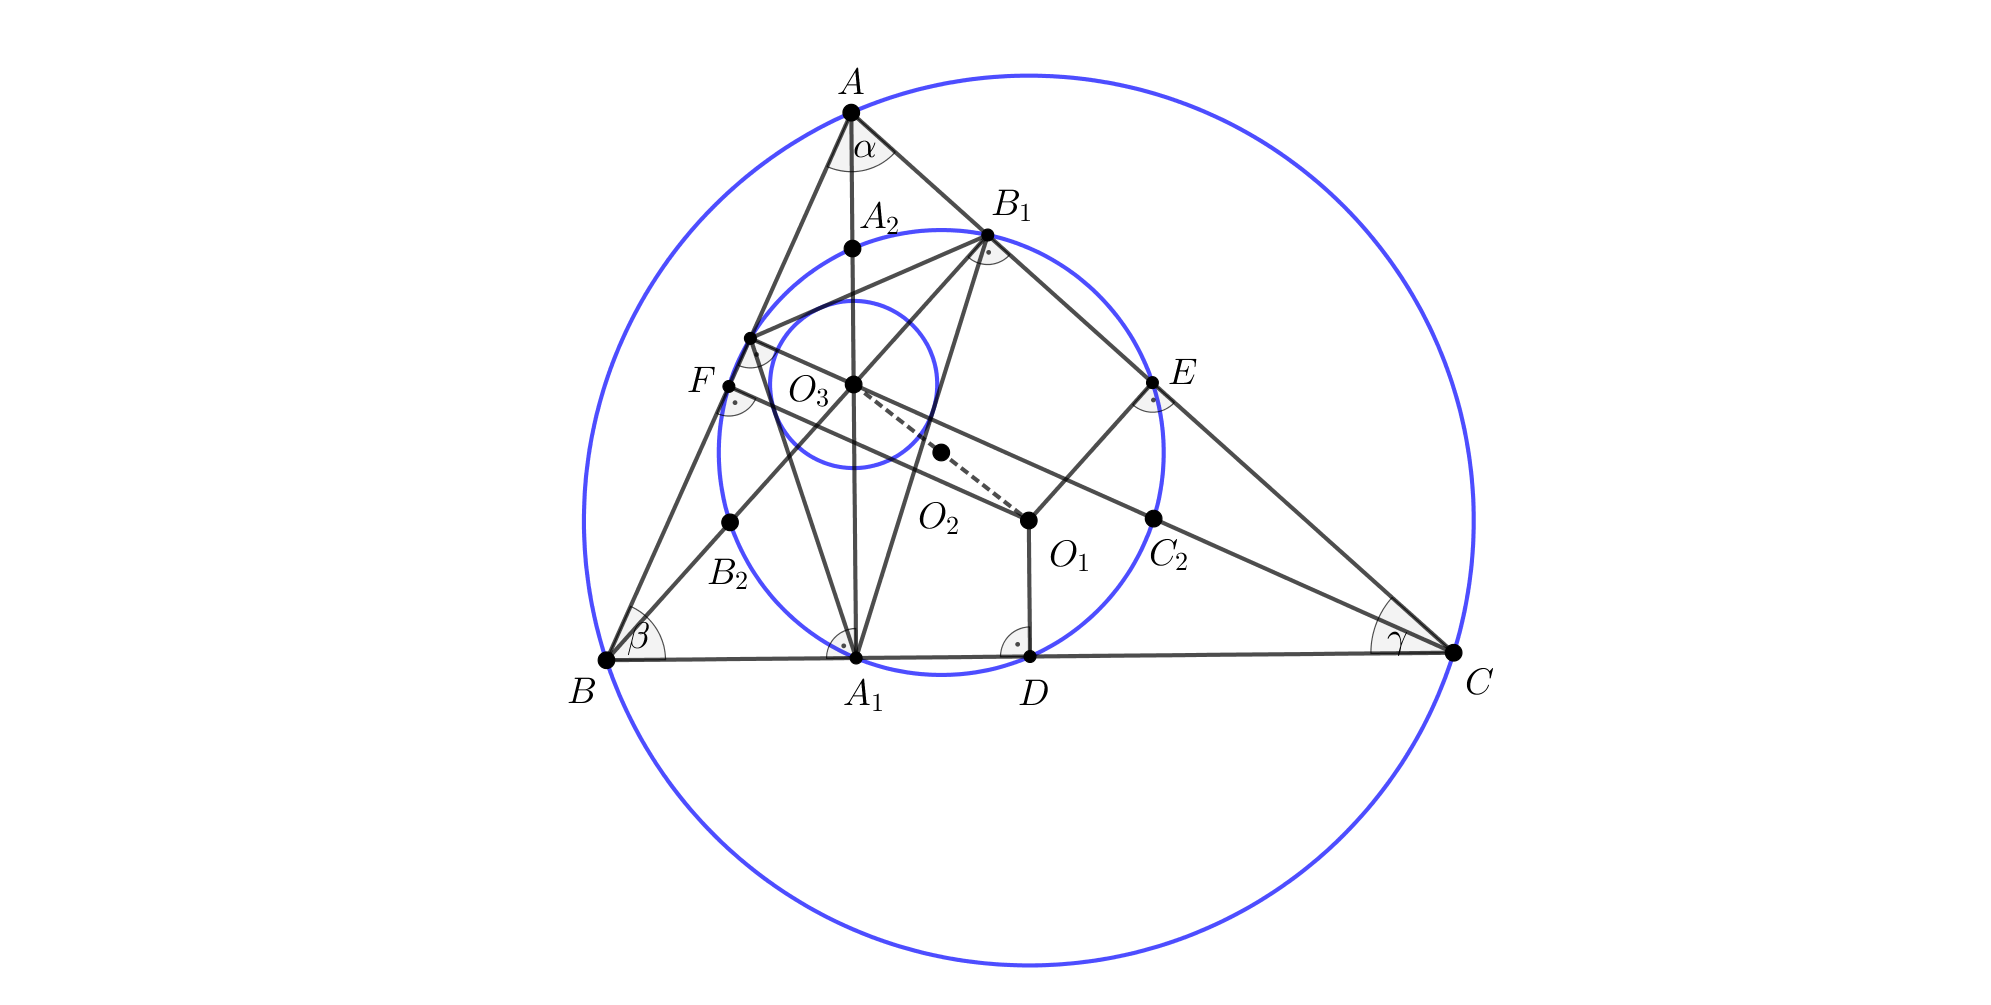 A
α
A₂
B₁
F
O₃
E
O₂
O₁
C₂
B₂
β
γ
B
A₁
D
C